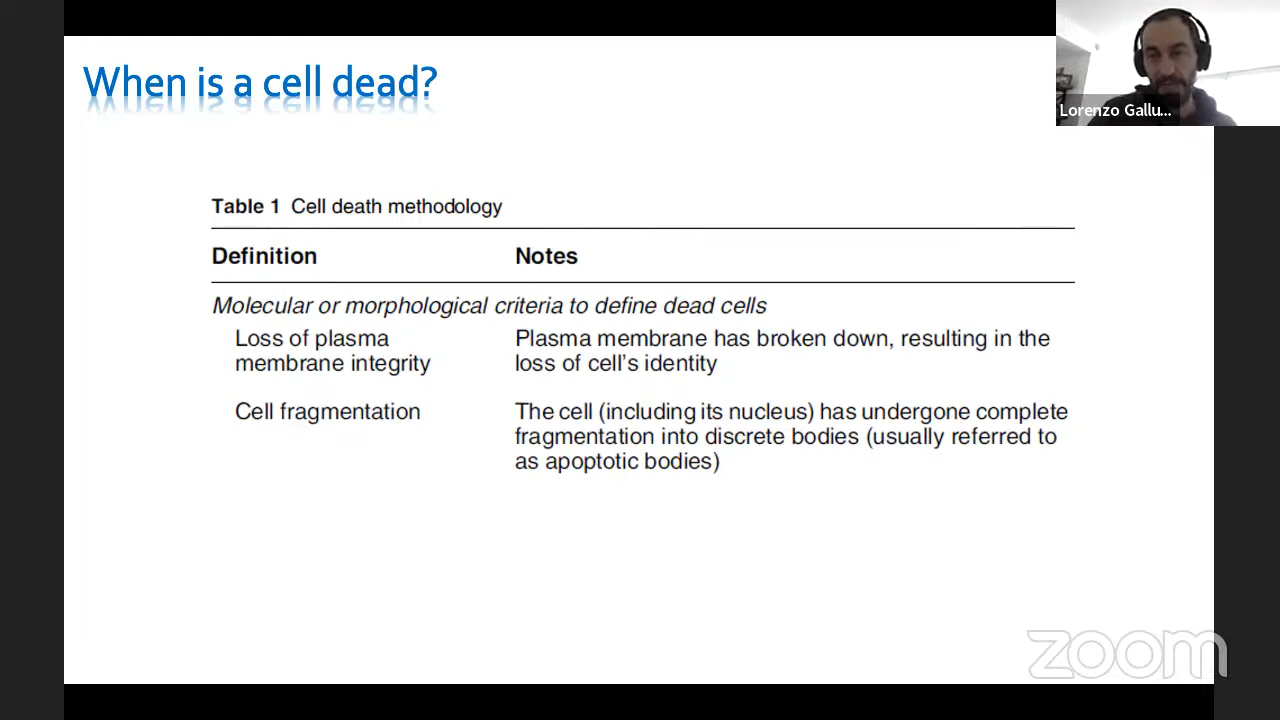 When is a cell dead?
Lorenzo Gallu...
Table 1 Cell death methodology
Definition Notes
Molecular or morphological criteria to define dead cells
Loss of plasma membrane integrity
Plasma membrane has broken down, resulting in the
loss of cell's identity
Cell fragmentation
The cell (including its nucleus) has undergone complete
fragmentation into discrete bodies (usually referred to
as apoptotic bodies)
zoom